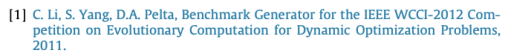 [1] C. Li, S. Yang, D.A. Pelta, Benchmark Generator for the IEEE WCCI-2012 Com-
petition on Evolutionary Computation for Dynamic Optimization Problems,
2011.